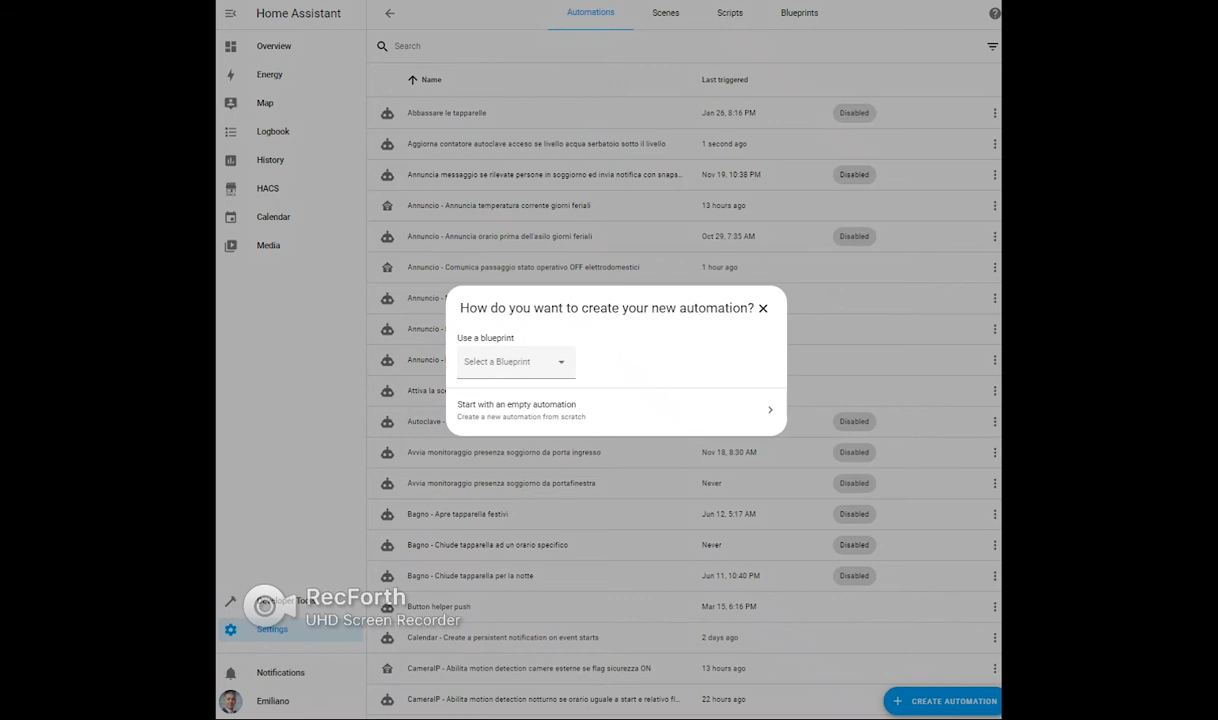 Home Assistant
Automations
Scenes
Scripts
Blueprints
Overview
Energy
Map
Logbook
History
HACS
Calendar
Media
Search
Name
Last triggered
Abbassare le tapparelle
Jan 26, 8:16 PM
Disabled
Aggiorna contatore autoclave acceso se livello acqua serbatoio sotto il livello
1 second ago
Annuncia messaggio se rilevate persone in soggiorno ed invia notifica con snaps...
Nov 19, 10:38 PM
Disabled
Annuncio - Annuncia temperatura corrente giorni feriali
13 hours ago
Annuncio - Annuncia orario prima dell'asilo giorni feriali
Oct 29, 7:35 AM
Disabled
Annuncio - Comunica passaggio stato operativo OFF elettrodomestici
1 hour ago
Annuncio -
Annuncio -
Annuncio -
Attiva la sc
Autoclave -
Disabled
How do you want to create your new automation?
Use a blueprint
Select a Blueprint
Start with an empty automation
Create a new automation from scratch
Avvia monitoraggio presenza soggiorno da porta ingresso
Nov 18, 8:30 AM
Disabled
Avvia monitoraggio presenza soggiorno da portafinestra
Never
Disabled
Bagno - Apre tapparella festivi
Jun 12, 5:17 AM
Disabled
Bagno - Chiude tapparella ad un orario specifico
Never
Disabled
Bagno - Chiude tapparella per la notte
Jun 11, 10:40 PM
Disabled
Button helper push
Mar 15, 6:16 PM
Calendar - Create a persistent notification on event starts
2 days ago
CameraIP - Abilita motion detection camere esterne se flag sicurezza ON
13 hours ago
CameraIP - Abilita motion detection notturno se orario uguale a start e relativo fl...
22 hours ago
Settings
Notifications
Emiliano
CREATE AUTOMATION
RecForth
UHD Screen Recorder